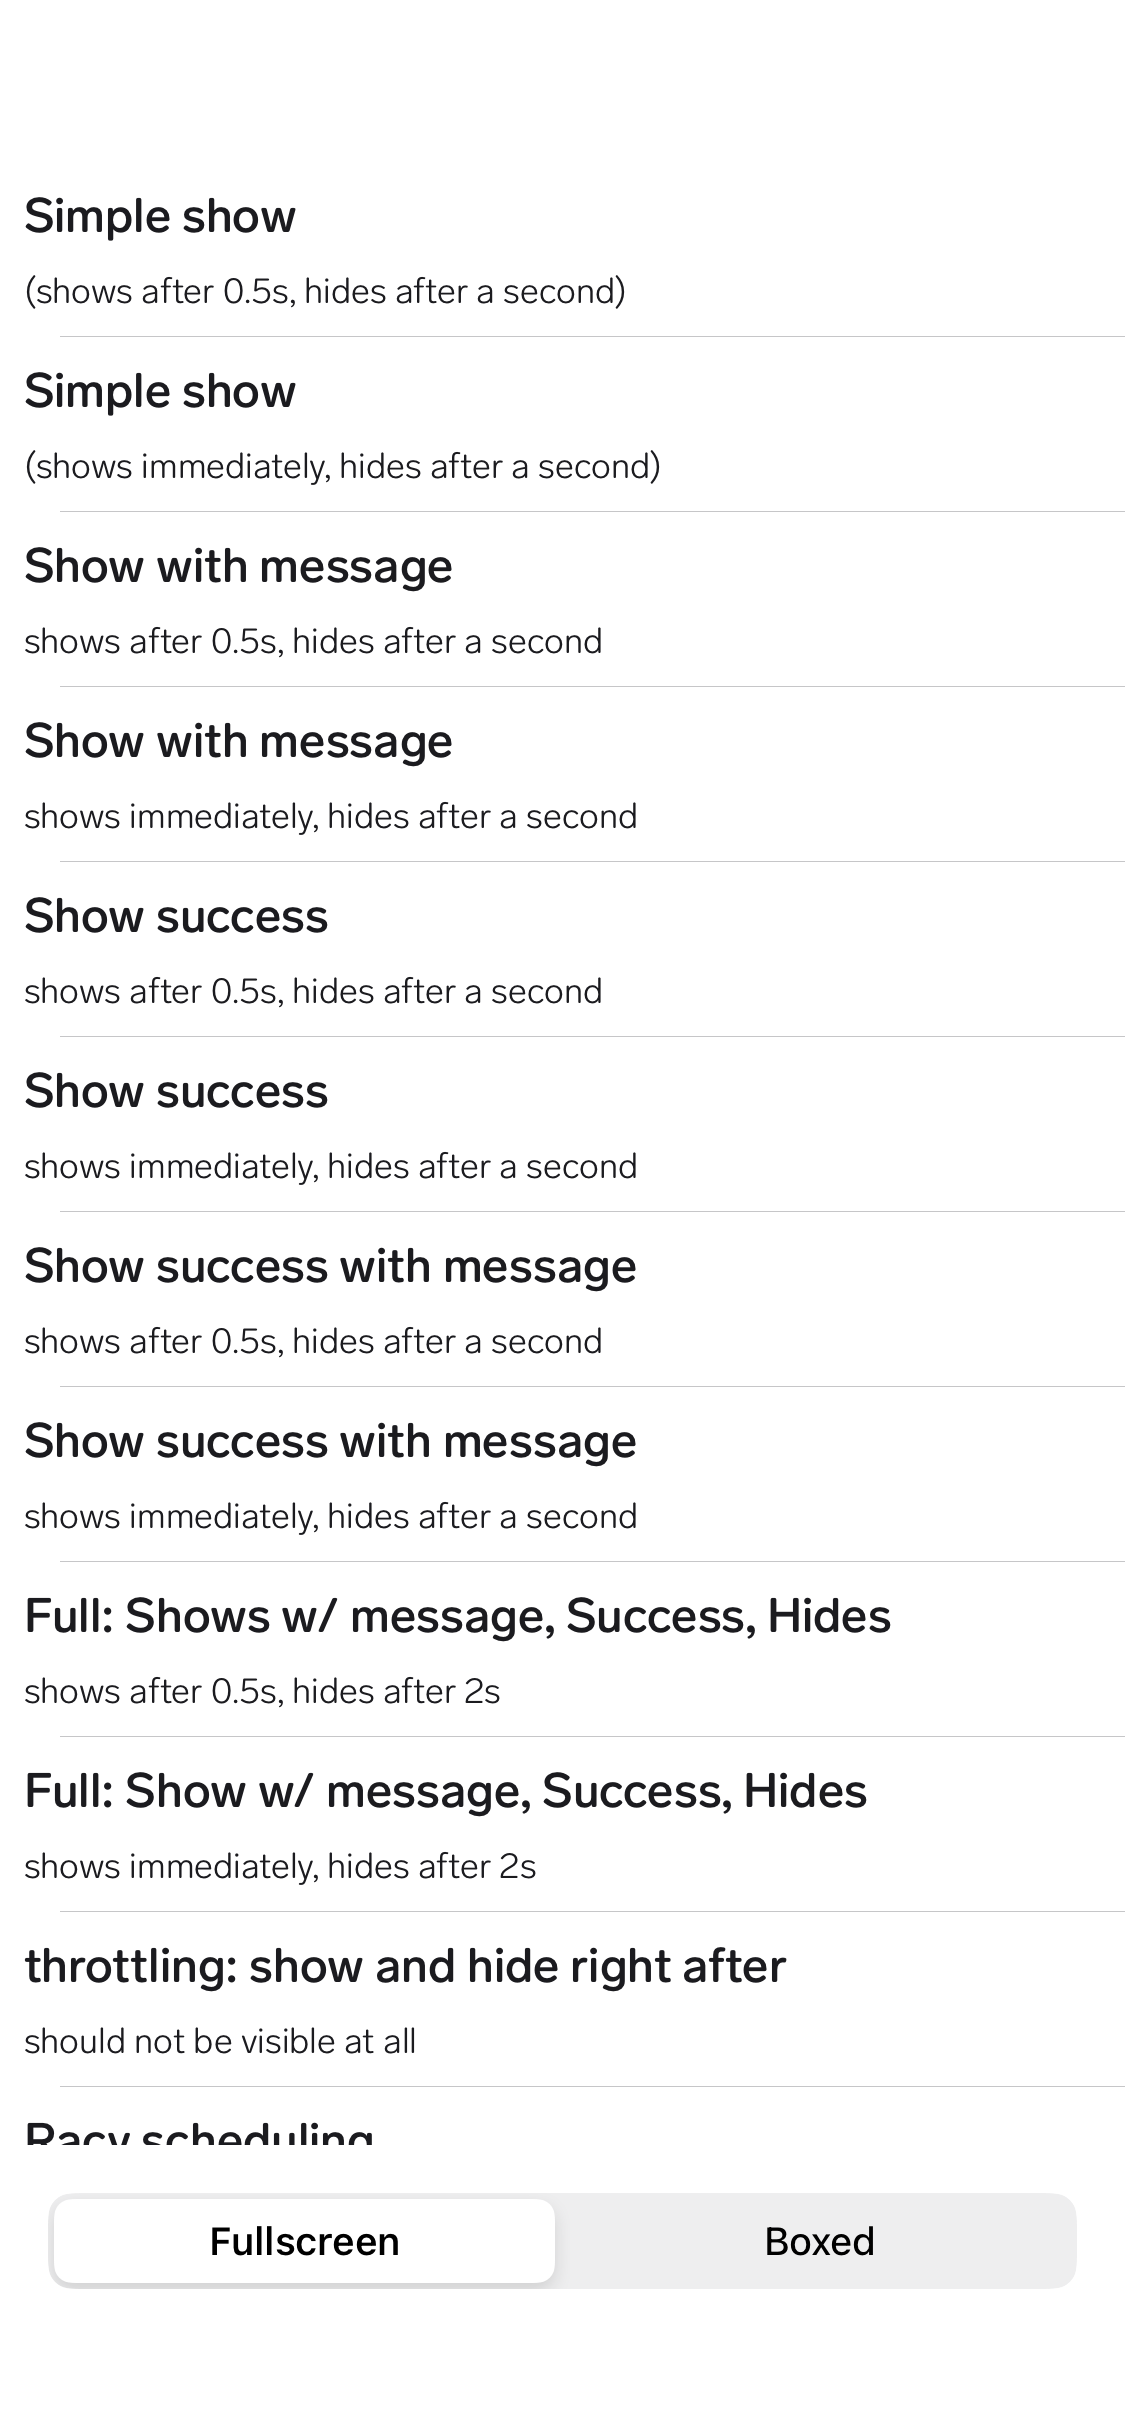 Simple show
(shows after 0.5s, hides after a second)
Simple show
(shows immediately, hides after a second)
Show with message
shows after 0.5s, hides after a second
Show with message
shows immediately, hides after a second
Show success
shows after 0.5s, hides after a second
Show success
shows immediately, hides after a second
Show success with message
shows after 0.5s, hides after a second
Show success with message
shows immediately, hides after a second
Full: Shows w/ message, Success, Hides
shows after 0.5s, hides after 2s
Full: Show w/ message, Success, Hides
shows immediately, hides after 2s
throttling: show and hide right after
should not be visible at all
Racy scheduling
Fullscreen
Boxed